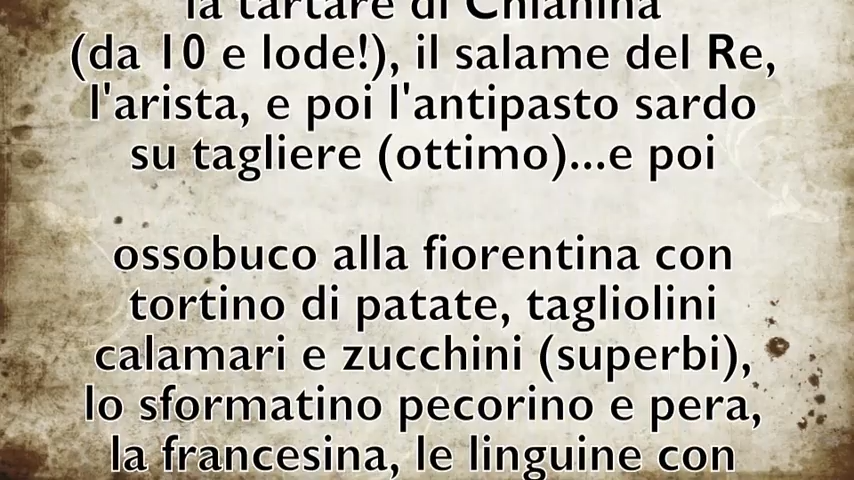 la tartare di Chianina
(da 10 e lode!), il salame del Re,
l'arista, e poi l'antipasto sardo
su tagliere (ottimo)...e poi
ossobuco alla fiorentina con
tortino di patate, tagliolini
calamari e zucchini (superbi),
lo sformatino pecorino e pera,
la francesina, le linguine con